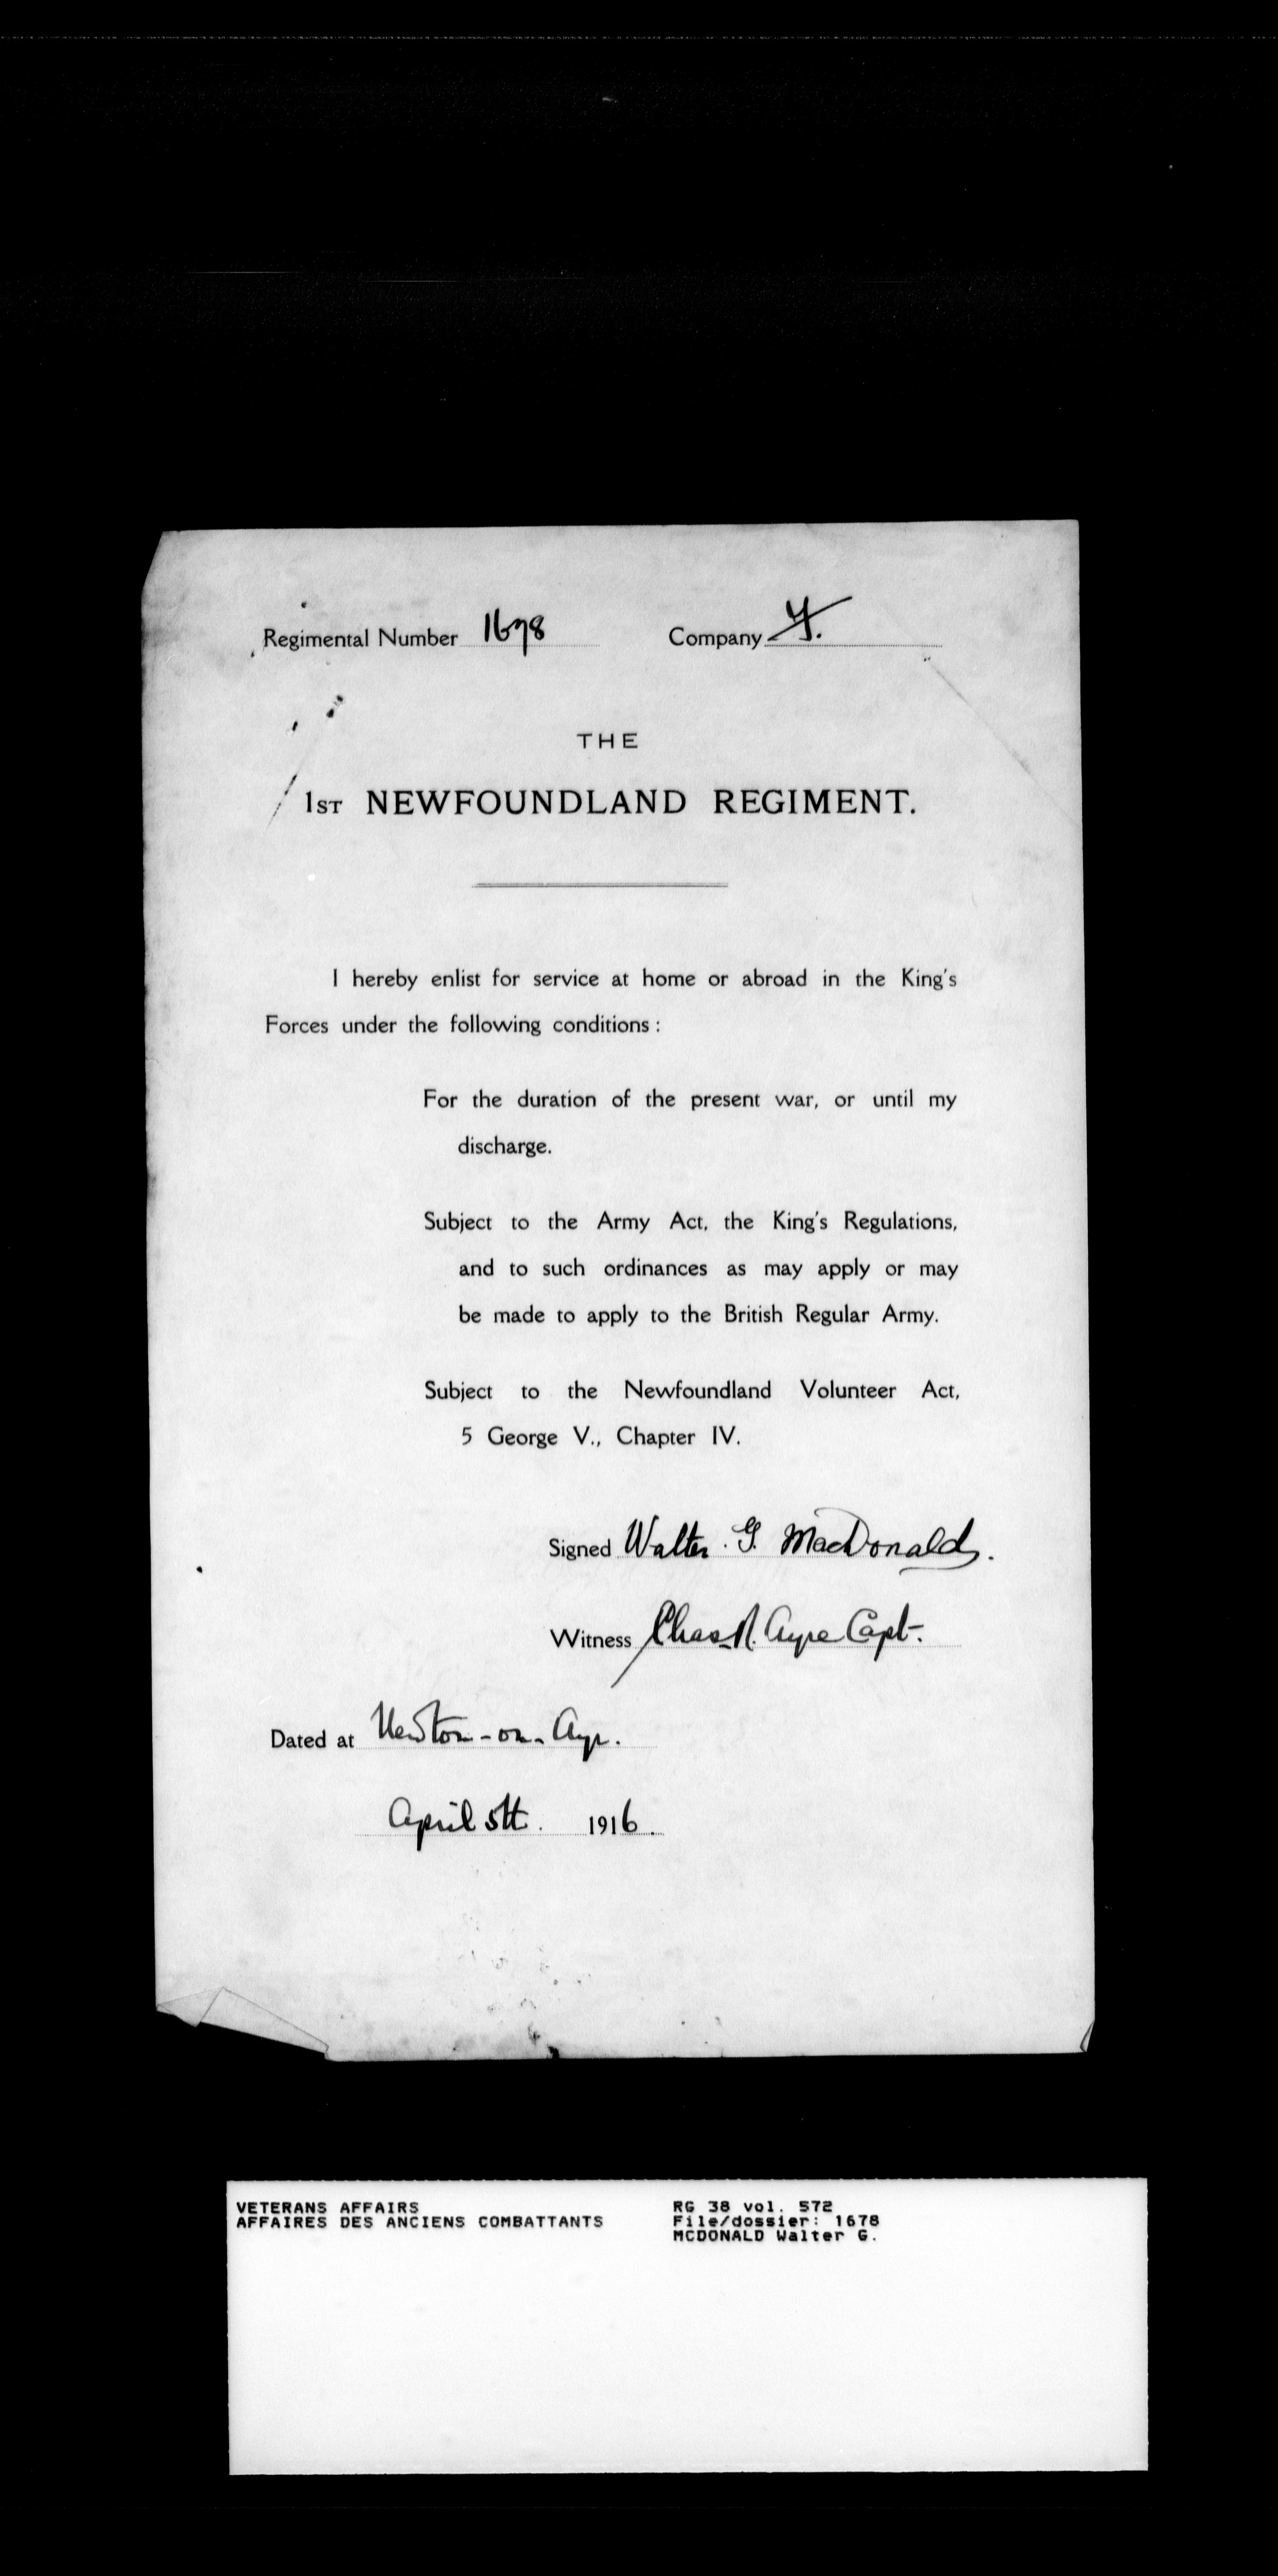 Regimental Number 1678 Company F.
THE
1ST NEWFOUNDLAND REGIMENT.
I hereby enlist for service at home or abroad in the King's
Forces under the following conditions :
For the duration of the present war, or until my
discharge.
Subject to the Army Act, the King's Regulations,
and to such ordinances as may apply or may
be made to apply to the British Regular Army.
Subject to the Newfoundland Volunteer Act,
5 George V., Chapter IV.
Signed Walter. G. MacDonald.
Witness Chas. R. Ayre Capt.
Dated at Newton-on-Ayr.
April 5th. 1916.
VETERANS AFFAIRS RG 38 vol. 572
AFFAIRES DES ANCIENS COMBATTANTS File/dossier: 1678
MCDONALD Walter G.